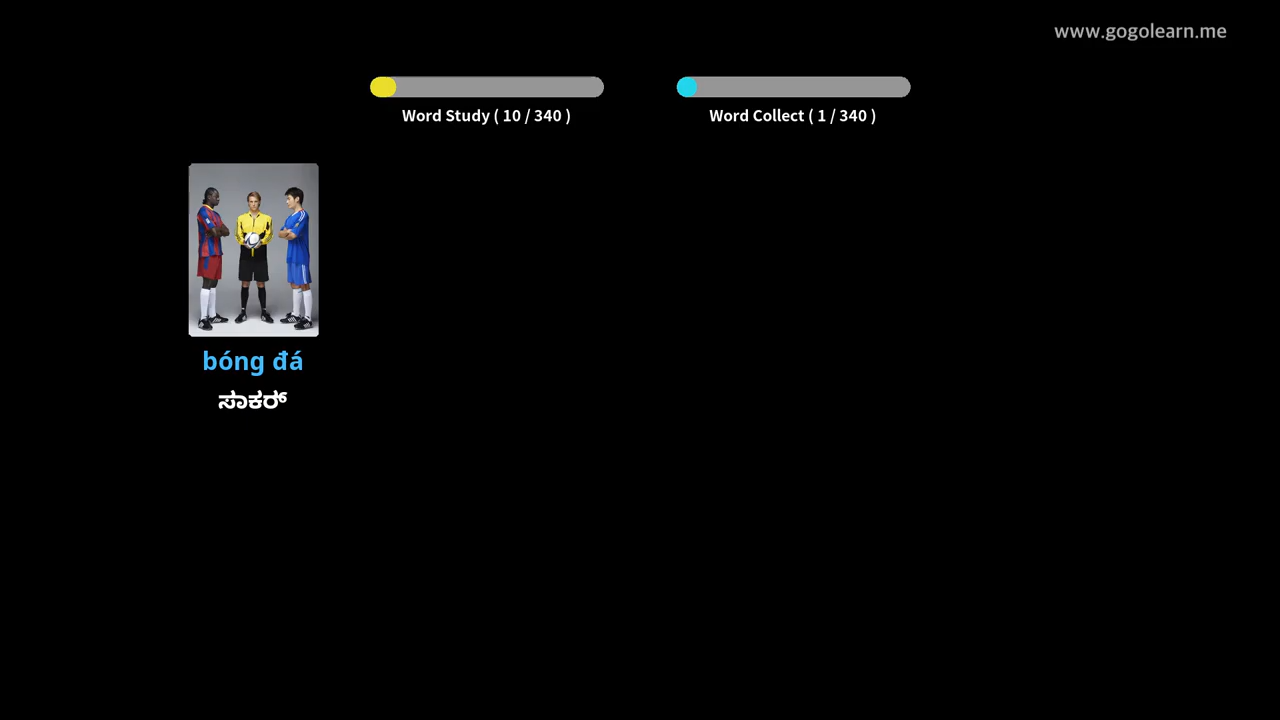 www.gogolearn.me
Word Study ( 10 / 340 )
Word Collect ( 1 / 340 )
bóng đá
ಸಾಕರ್